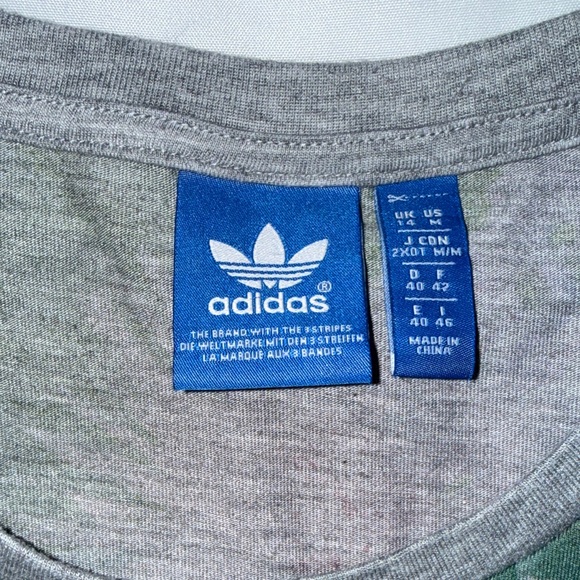 adidas®
THE BRAND WITH THE 3 STRIPES
DIE WELTMARKE MIT DEN 3 STREIFEN
LA MARQUE AUX 3 BANDES
UK US
14 M
J CDN
2XOT M/M
D F
40 42
E I
40 46
MADE IN
CHINA